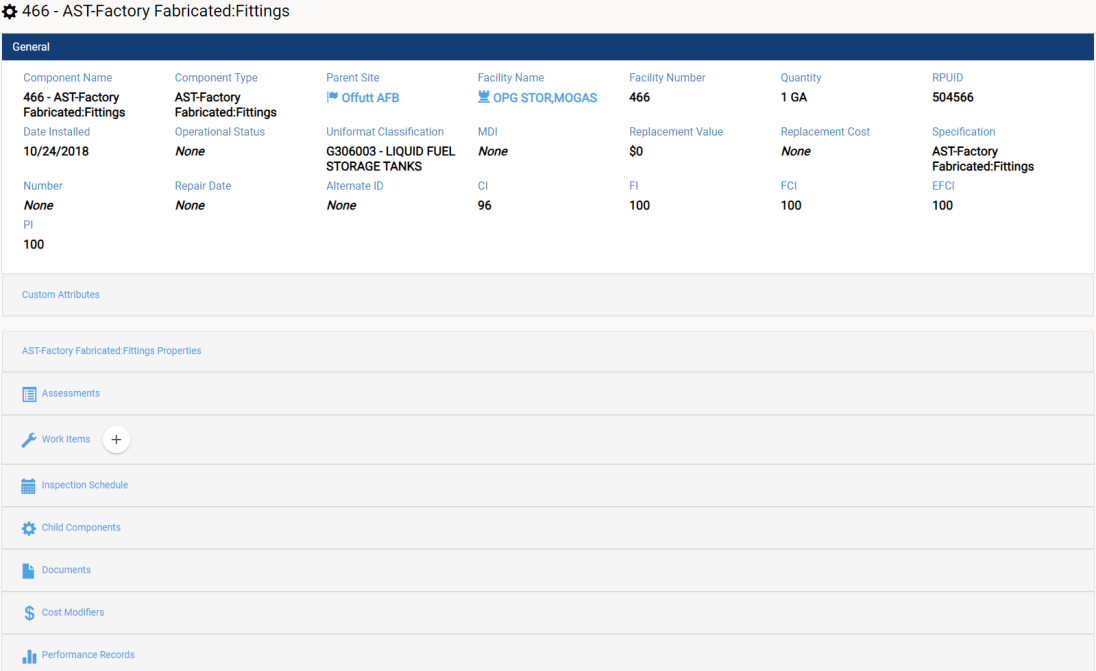 466 - AST-Factory Fabricated:Fittings
General
Component Name Component Type Parent Site Facility Name Facility Number Quantity RPUID
466 - AST-Factory AST-Factory Offutt AFB OPG STOR,MOGAS 466 1 GA 504566
Fabricated:Fittings Fabricated:Fittings
Date Installed Operational Status Uniformat Classification MDI Replacement Value Replacement Cost Specification
10/24/2018 None G306003 - LIQUID FUEL None $0 None AST-Factory
STORAGE TANKS Fabricated:Fittings
Number Repair Date Alternate ID CI FI FCI EFCI
None None None 96 100 100 100
PI
100
Custom Attributes
AST-Factory Fabricated:Fittings Properties
Assessments
Work Items +
Inspection Schedule
Child Components
Documents
$ Cost Modifiers
Performance Records